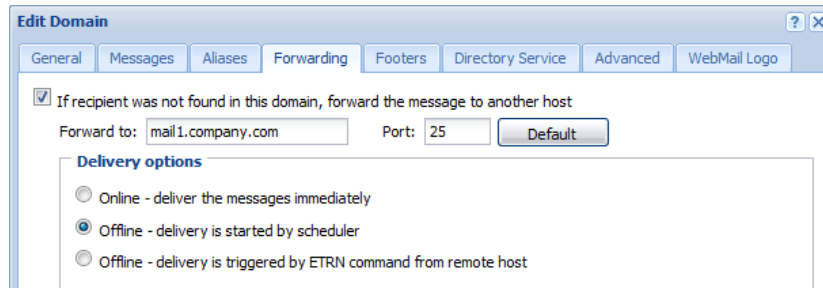 Edit Domain
General Messages Aliases Forwarding Footers Directory Service Advanced WebMail Logo
If recipient was not found in this domain, forward the message to another host
Forward to: mail1.company.com Port: 25 Default
Delivery options
Online - deliver the messages immediately
Offline - delivery is started by scheduler
Offline - delivery is triggered by ETRN command from remote host